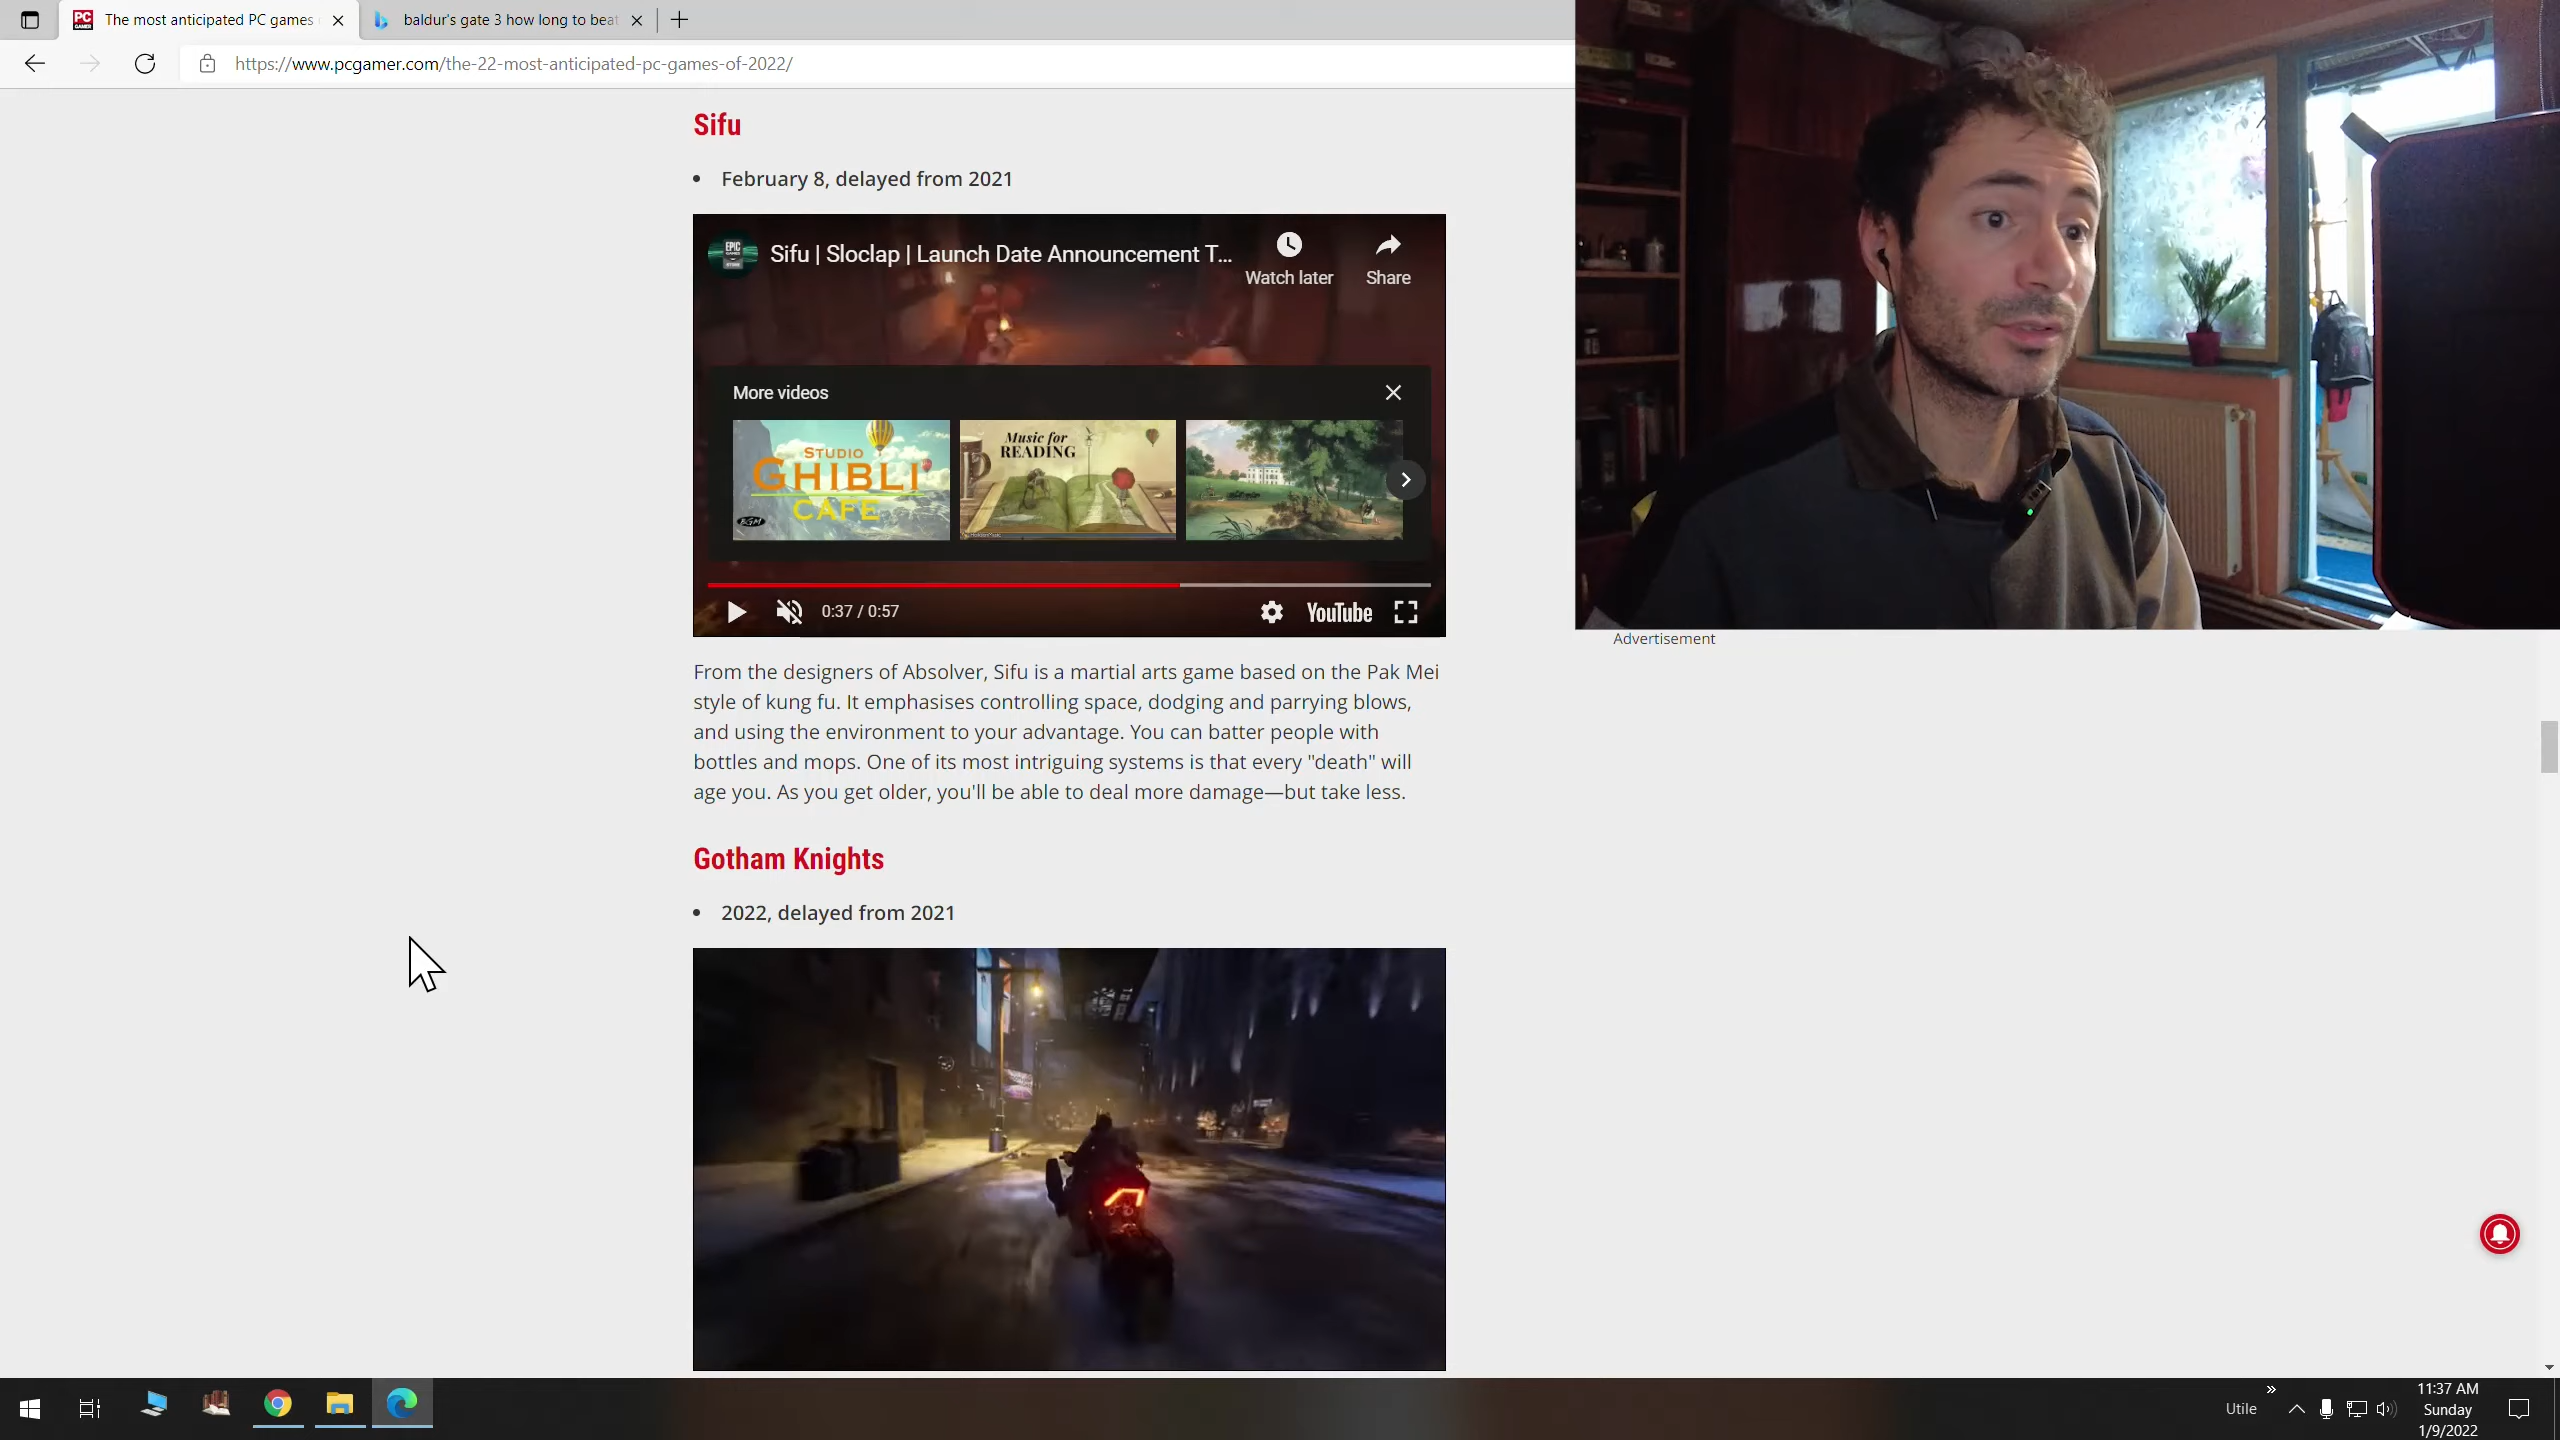 The most anticipated PC games
baldur's gate 3 how long to beat
https://www.pcgamer.com/the-22-most-anticipated-pc-games-of-2022/
Sifu
February 8, delayed from 2021
Sifu | Sloclap | Launch Date Announcement T...
Watch later
Share
More videos
STUDIO
GHIBLI
CAFE
BGM
Music for
READING
0:37 / 0:57
YouTube
Advertisement
From the designers of Absolver, Sifu is a martial arts game based on the Pak Mei
style of kung fu. It emphasises controlling space, dodging and parrying blows,
and using the environment to your advantage. You can batter people with
bottles and mops. One of its most intriguing systems is that every "death" will
age you. As you get older, you'll be able to deal more damage—but take less.
Gotham Knights
2022, delayed from 2021
Utile
11:37 AM
Sunday
1/9/2022